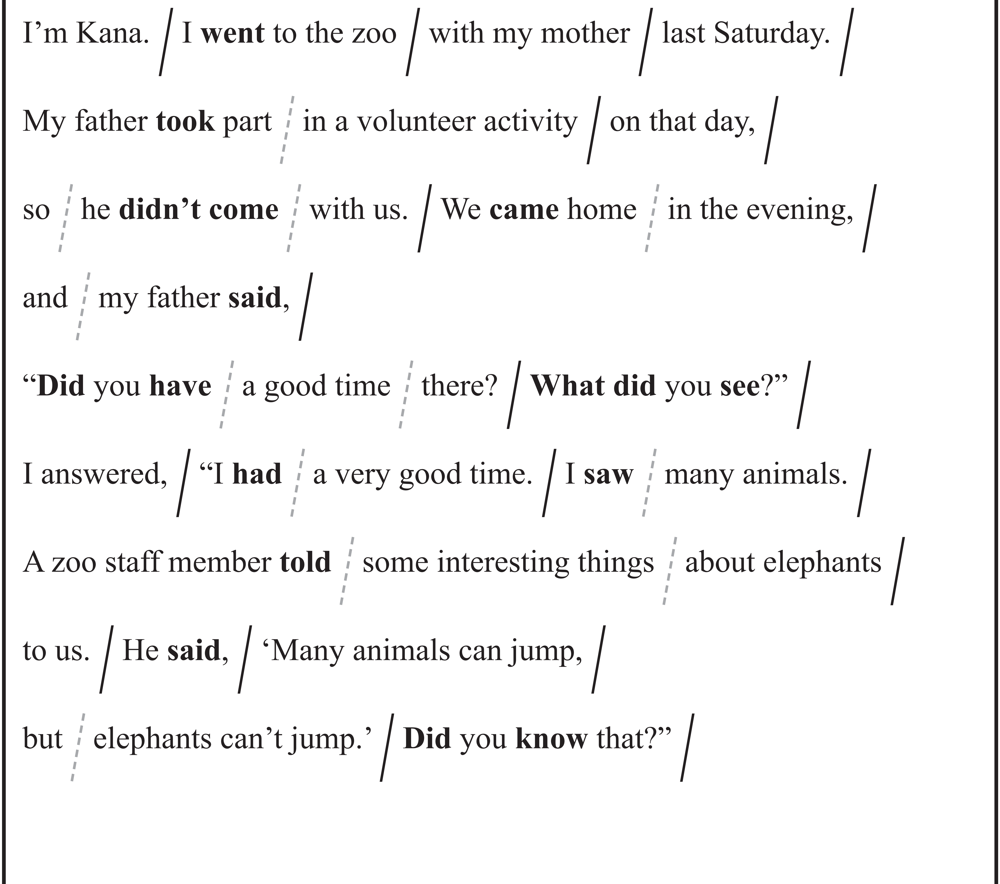 I’m Kana. / I went to the zoo / with my mother / last Saturday. /
My father took part / in a volunteer activity / on that day, /
so / he didn’t come / with us. / We came home / in the evening, /
and / my father said, /
“Did you have / a good time / there? / What did you see?” /
I answered, / “I had / a very good time. / I saw / many animals. /
A zoo staff member told / some interesting things / about elephants /
to us. / He said, / ‘Many animals can jump, /
but / elephants can’t jump.’ / Did you know that?” /